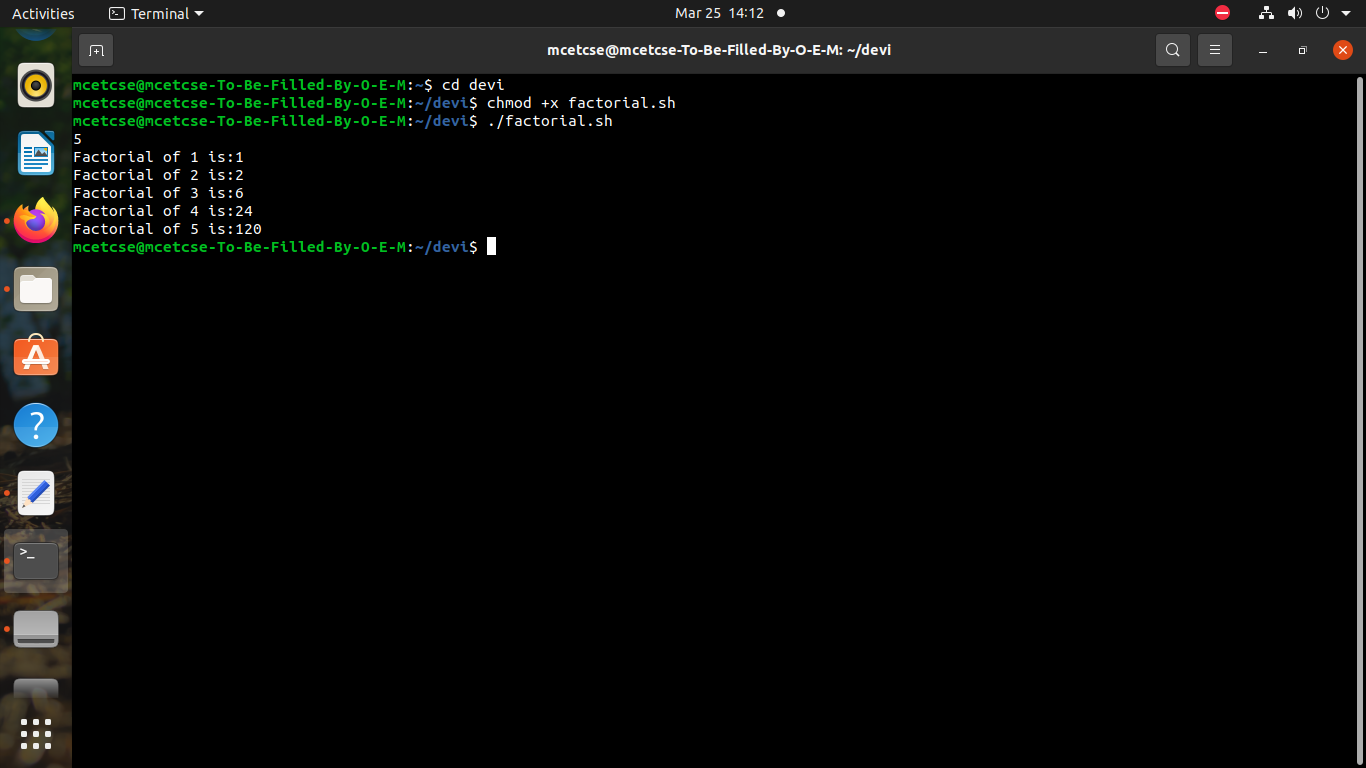 Activities
Terminal
Mar 25 14:12
mcetcse@mcetcse-To-Be-Filled-By-O-E-M: ~/devi
mcetcse@mcetcse-To-Be-Filled-By-O-E-M:~$ cd devi
mcetcse@mcetcse-To-Be-Filled-By-O-E-M:~/devi$ chmod +x factorial.sh
mcetcse@mcetcse-To-Be-Filled-By-O-E-M:~/devi$ ./factorial.sh
5
Factorial of 1 is:1
Factorial of 2 is:2
Factorial of 3 is:6
Factorial of 4 is:24
Factorial of 5 is:120
mcetcse@mcetcse-To-Be-Filled-By-O-E-M:~/devi$